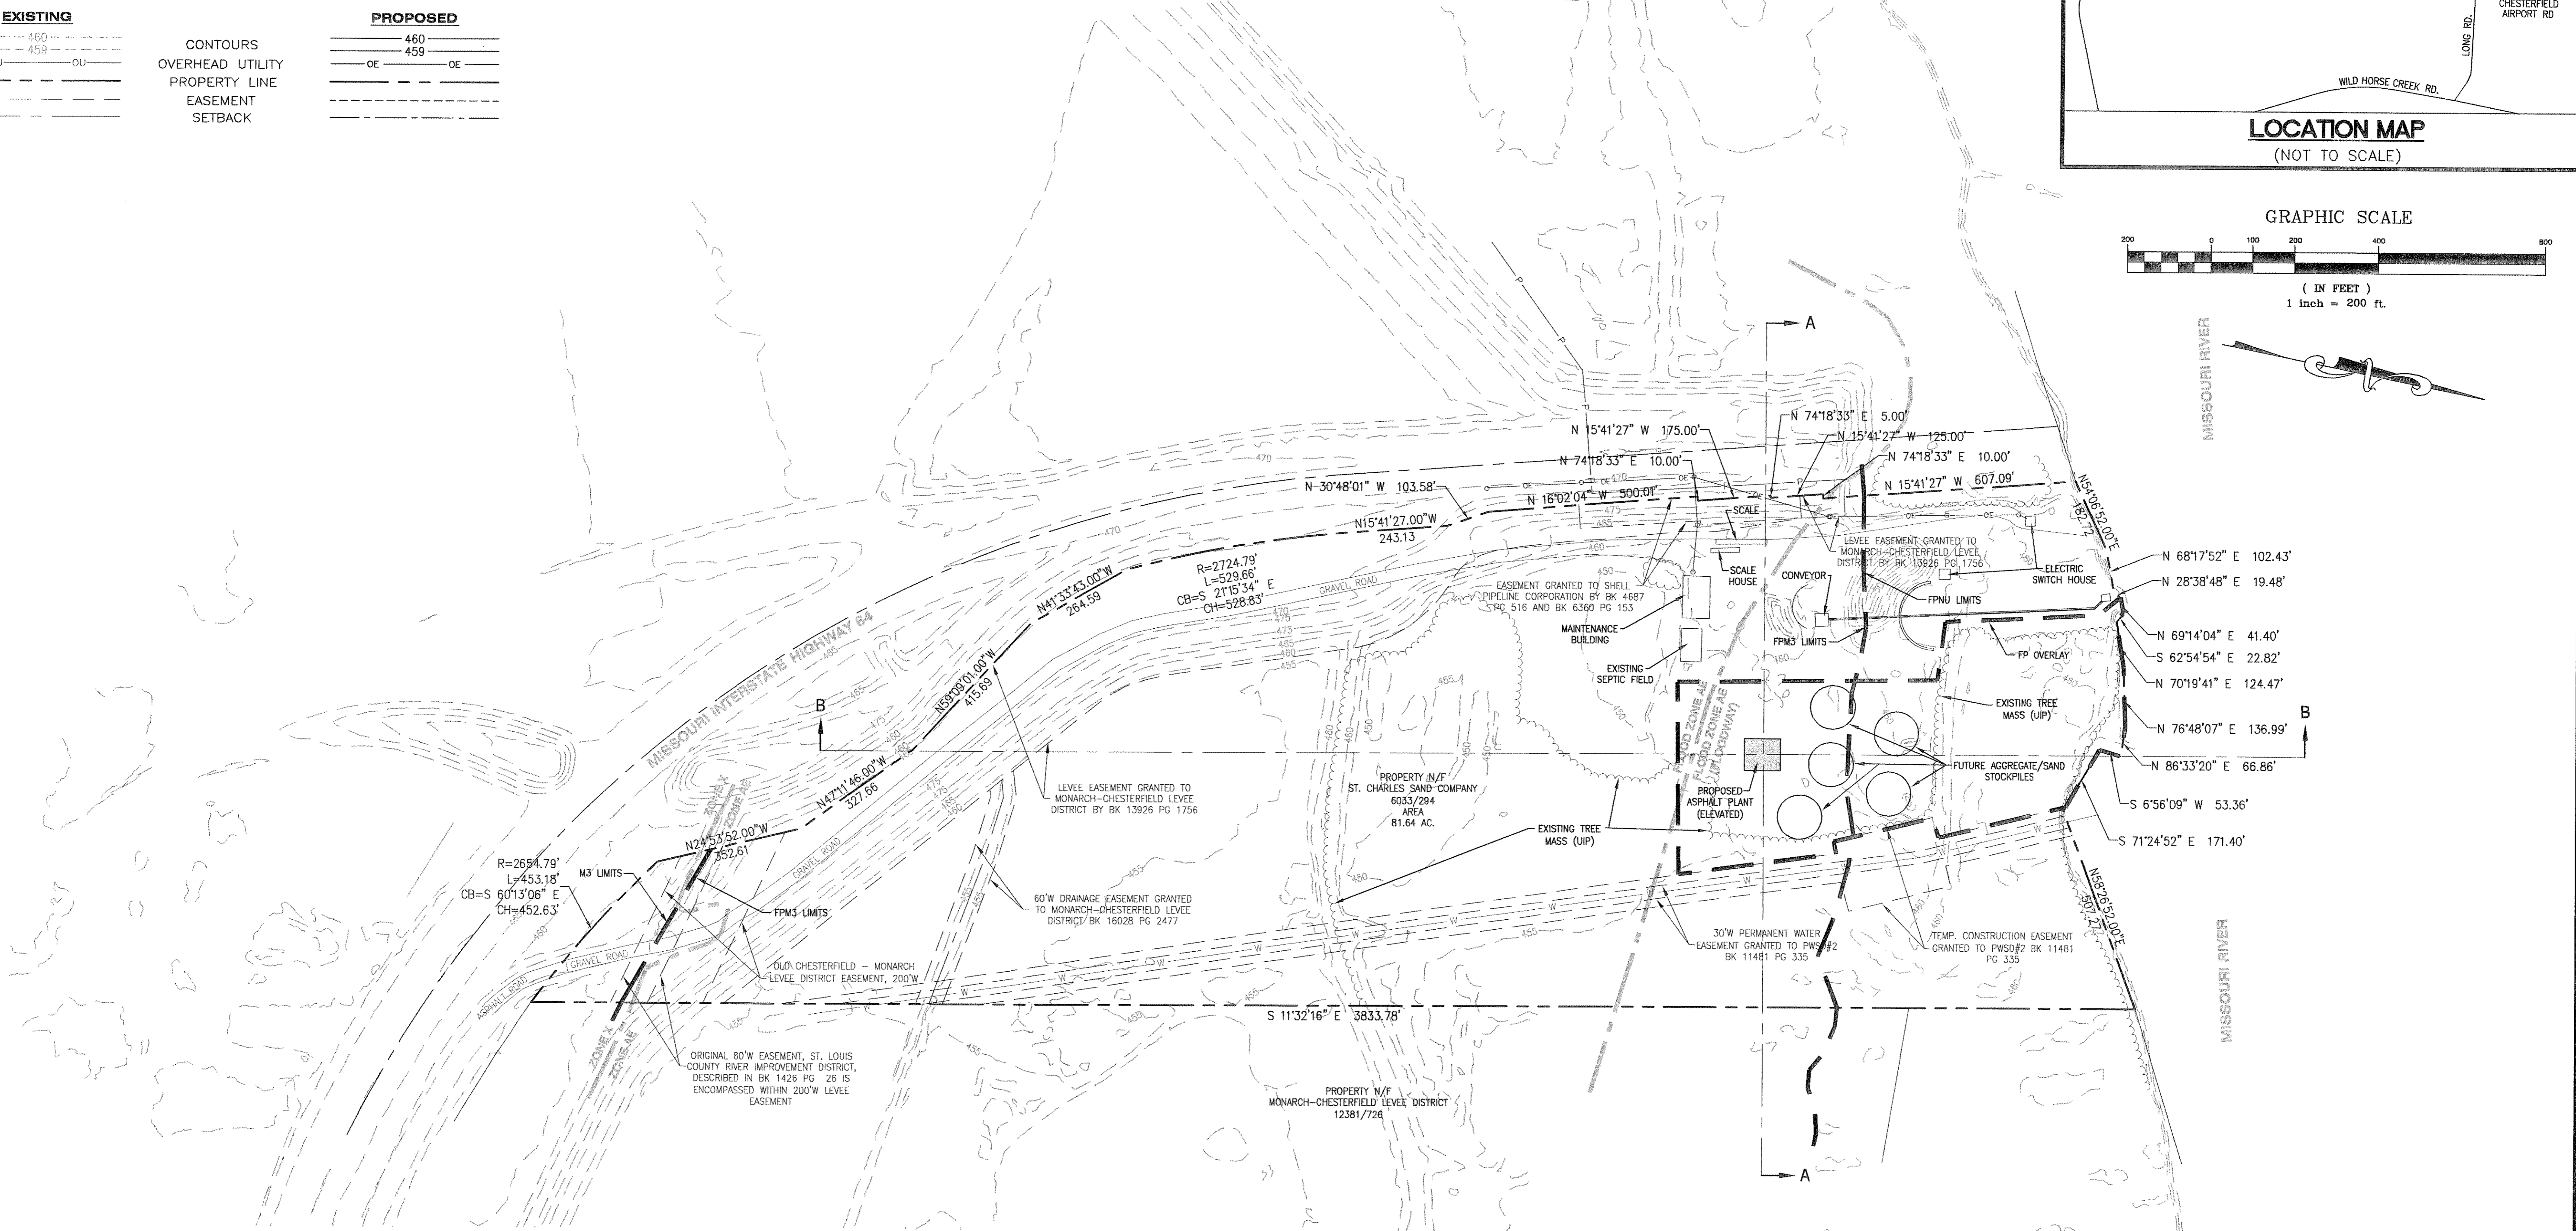 EXISTING
PROPOSED
460
459
OU
CONTOURS
OVERHEAD UTILITY
PROPERTY LINE
EASEMENT
SETBACK
460
459
OE OE
CHESTERFIELD
AIRPORT RD
LONG RD.
WILD HORSE CREEK RD.
LOCATION MAP
(NOT TO SCALE)
GRAPHIC SCALE
200 0 100 200 400 800
( IN FEET )
1 inch = 200 ft.
MISSOURI RIVER
A
N 74°18'33" E 5.00'
N 15°41'27" W 175.00'
N 15°41'27" W 125.00'
N 74°18'33" E 10.00'
N 74°18'33" E 10.00'
N 30°48'01" W 103.58'
N 16°02'04" W 500.01'
N 15°41'27" W 607.09'
N54°06'52.00"E
182.72
N15°41'27.00"W
243.13
SCALE
SCALE
HOUSE
LEVEE EASEMENT GRANTED TO
MONARCH-CHESTERFIELD LEVEE
DISTRICT BY BK 13926 PG 1756
ELECTRIC
SWITCH HOUSE
CONVEYOR
FPNU LIMITS
FPM3 LIMITS
FP OVERLAY
N 68°17'52" E 102.43'
N 28°38'48" E 19.48'
N 69°14'04" E 41.40'
S 62°54'54" E 22.82'
N 70°19'41" E 124.47'
N 76°48'07" E 136.99'
B
N 86°33'20" E 66.86'
S 6°56'09" W 53.36'
S 71°24'52" E 171.40'
N58°26'52.00"E
507.27
R=2724.79'
L=529.66'
CB=S 21°15'34" E
CH=528.83'
GRAVEL ROAD
EASEMENT GRANTED TO SHELL
PIPELINE CORPORATION BY BK 4687
PG 516 AND BK 6360 PG 153
MAINTENANCE
BUILDING
EXISTING
SEPTIC FIELD
N41°33'43.00"W
264.59
MISSOURI INTERSTATE HIGHWAY 64
N59°09'01.00"W
415.69
B
N47°11'46.00"W
327.66
LEVEE EASEMENT GRANTED TO
MONARCH-CHESTERFIELD LEVEE
DISTRICT BY BK 13926 PG 1756
PROPERTY N/F
ST. CHARLES SAND COMPANY
6033/294
AREA
81.64 AC.
FLOOD ZONE AE
FLOOD ZONE AE
(FLOODWAY)
PROPOSED
ASPHALT PLANT
(ELEVATED)
EXISTING TREE
MASS (UIP)
FUTURE AGGREGATE/SAND
STOCKPILES
EXISTING TREE
MASS (UIP)
ZONE X
ZONE AE
N24°53'52.00"W
352.61
R=2654.79'
L=453.18'
CB=S 60°13'06" E
CH=452.63'
M3 LIMITS
FPM3 LIMITS
GRAVEL ROAD
60'W DRAINAGE EASEMENT GRANTED
TO MONARCH-CHESTERFIELD LEVEE
DISTRICT BK 16028 PG 2477
GRAVEL ROAD
ASPHALT ROAD
OLD CHESTERFIELD - MONARCH
LEVEE DISTRICT EASEMENT, 200'W
30'W PERMANENT WATER
EASEMENT GRANTED TO PWSD#2
BK 11481 PG 335
TEMP. CONSTRUCTION EASEMENT
GRANTED TO PWSD#2 BK 11481
PG 335
MISSOURI RIVER
S 11°32'16" E 3833.78'
ZONE X
ZONE AE
ORIGINAL 80'W EASEMENT, ST. LOUIS
COUNTY RIVER IMPROVEMENT DISTRICT,
DESCRIBED IN BK 1426 PG 26 IS
ENCOMPASSED WITHIN 200'W LEVEE
EASEMENT
PROPERTY N/F
MONARCH-CHESTERFIELD LEVEE DISTRICT
12381/726
A